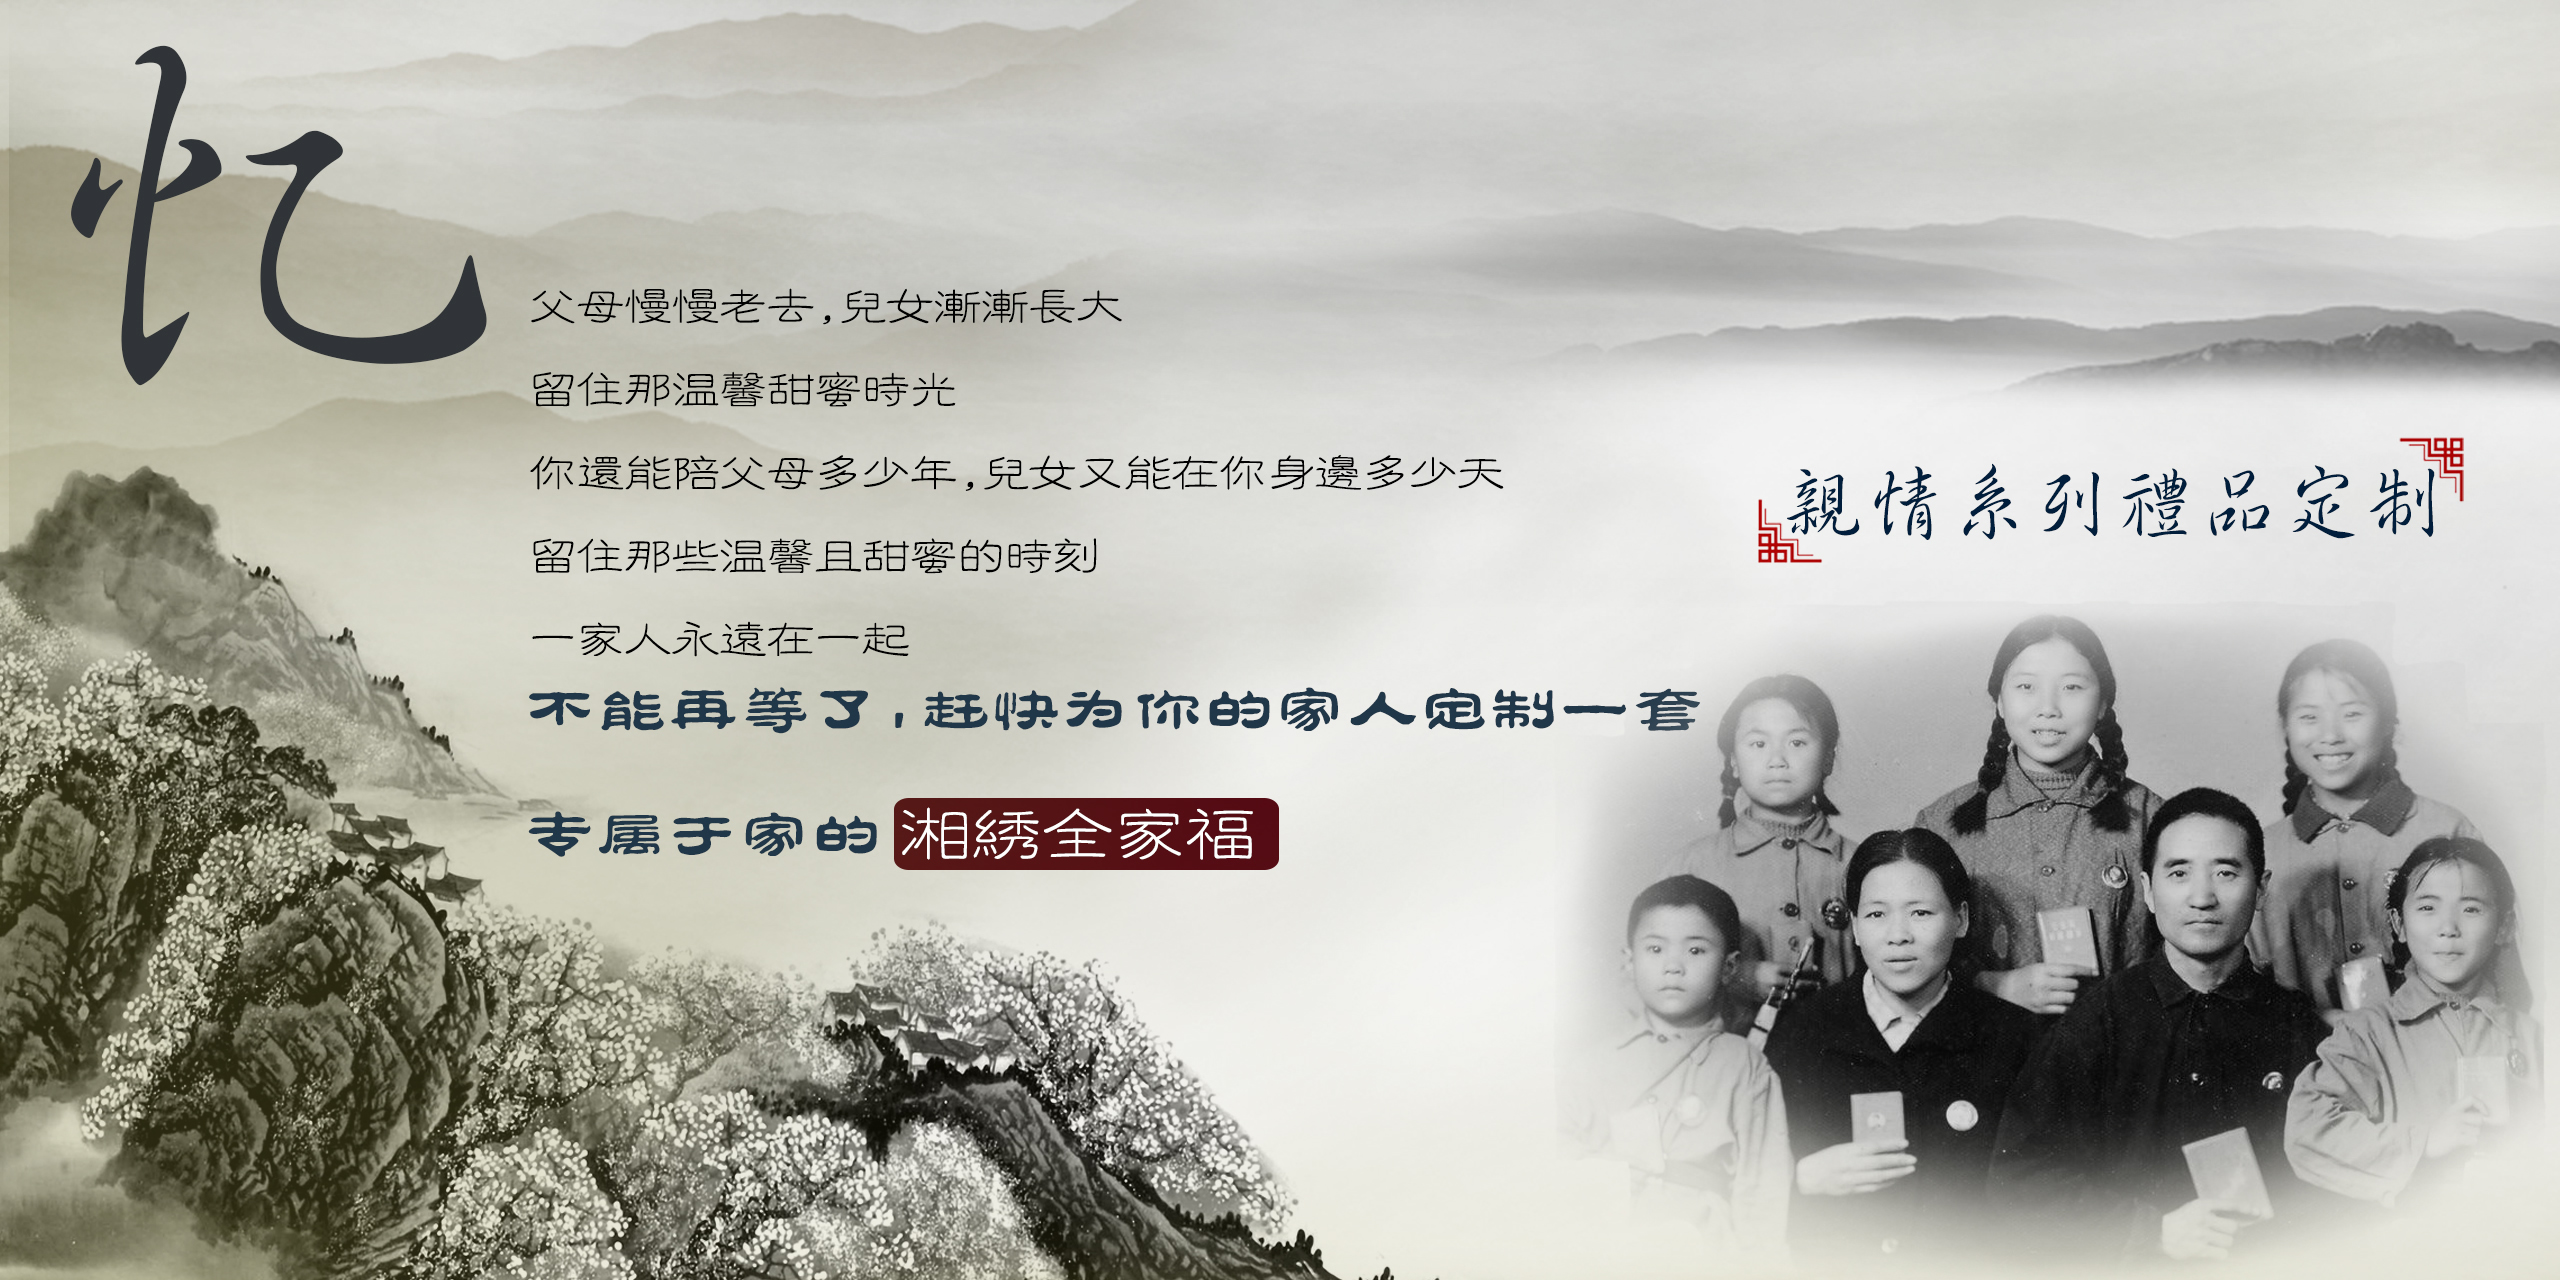 忆
父母慢慢老去,兒女漸漸長大
留住那温馨甜蜜時光
你還能陪父母多少年,兒女又能在你身邊多少天
留住那些温馨且甜蜜的時刻
一家人永遠在一起
不能再等了,赶快为你的家人定制一套
专属于家的 湘綉全家福
親情系列禮品定制